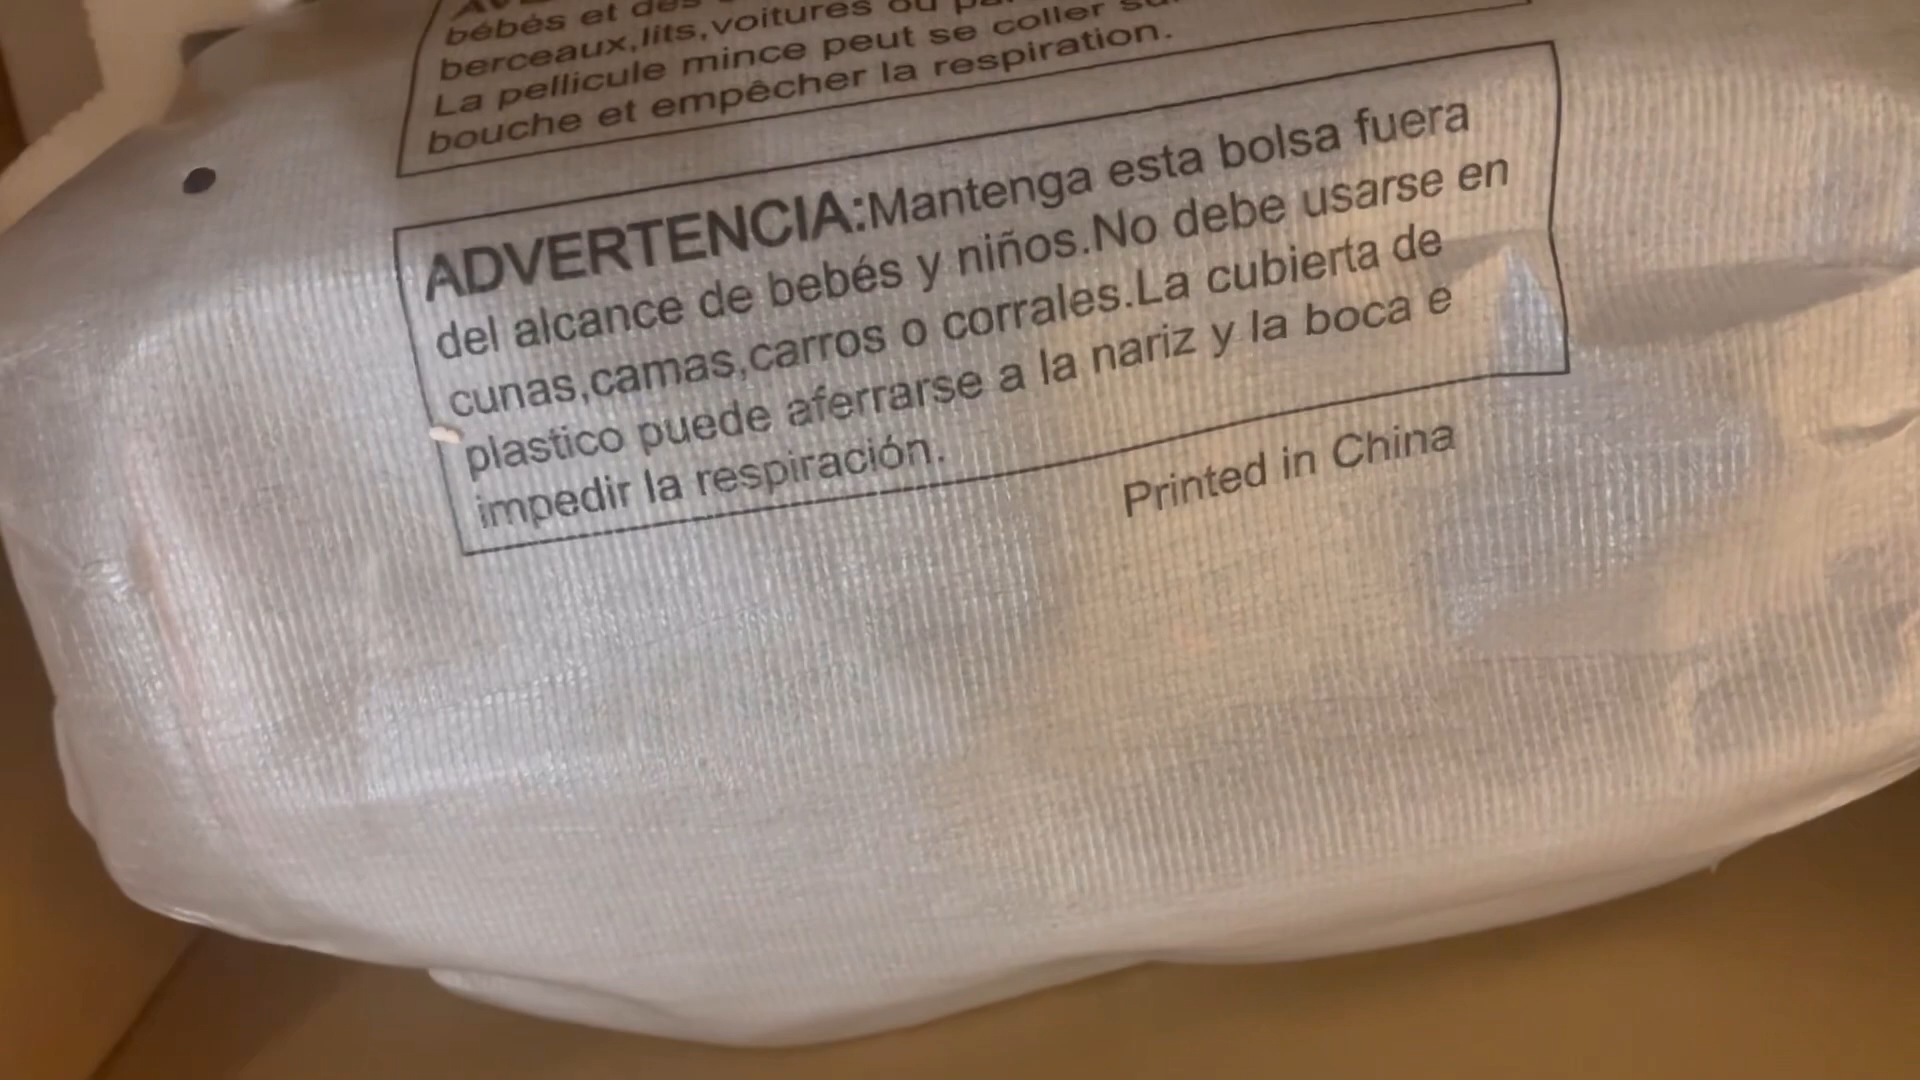 bébés et des
berceaux,lits,voitures ou
La pellicule mince peut se coller
bouche et empêcher la respiration.
ADVERTENCIA:Mantenga esta bolsa fuera
del alcance de bebés y niños.No debe usarse en
cunas,camas,carros o corrales.La cubierta de
plastico puede aferrarse a la nariz y la boca e
impedir la respiración.
Printed in China